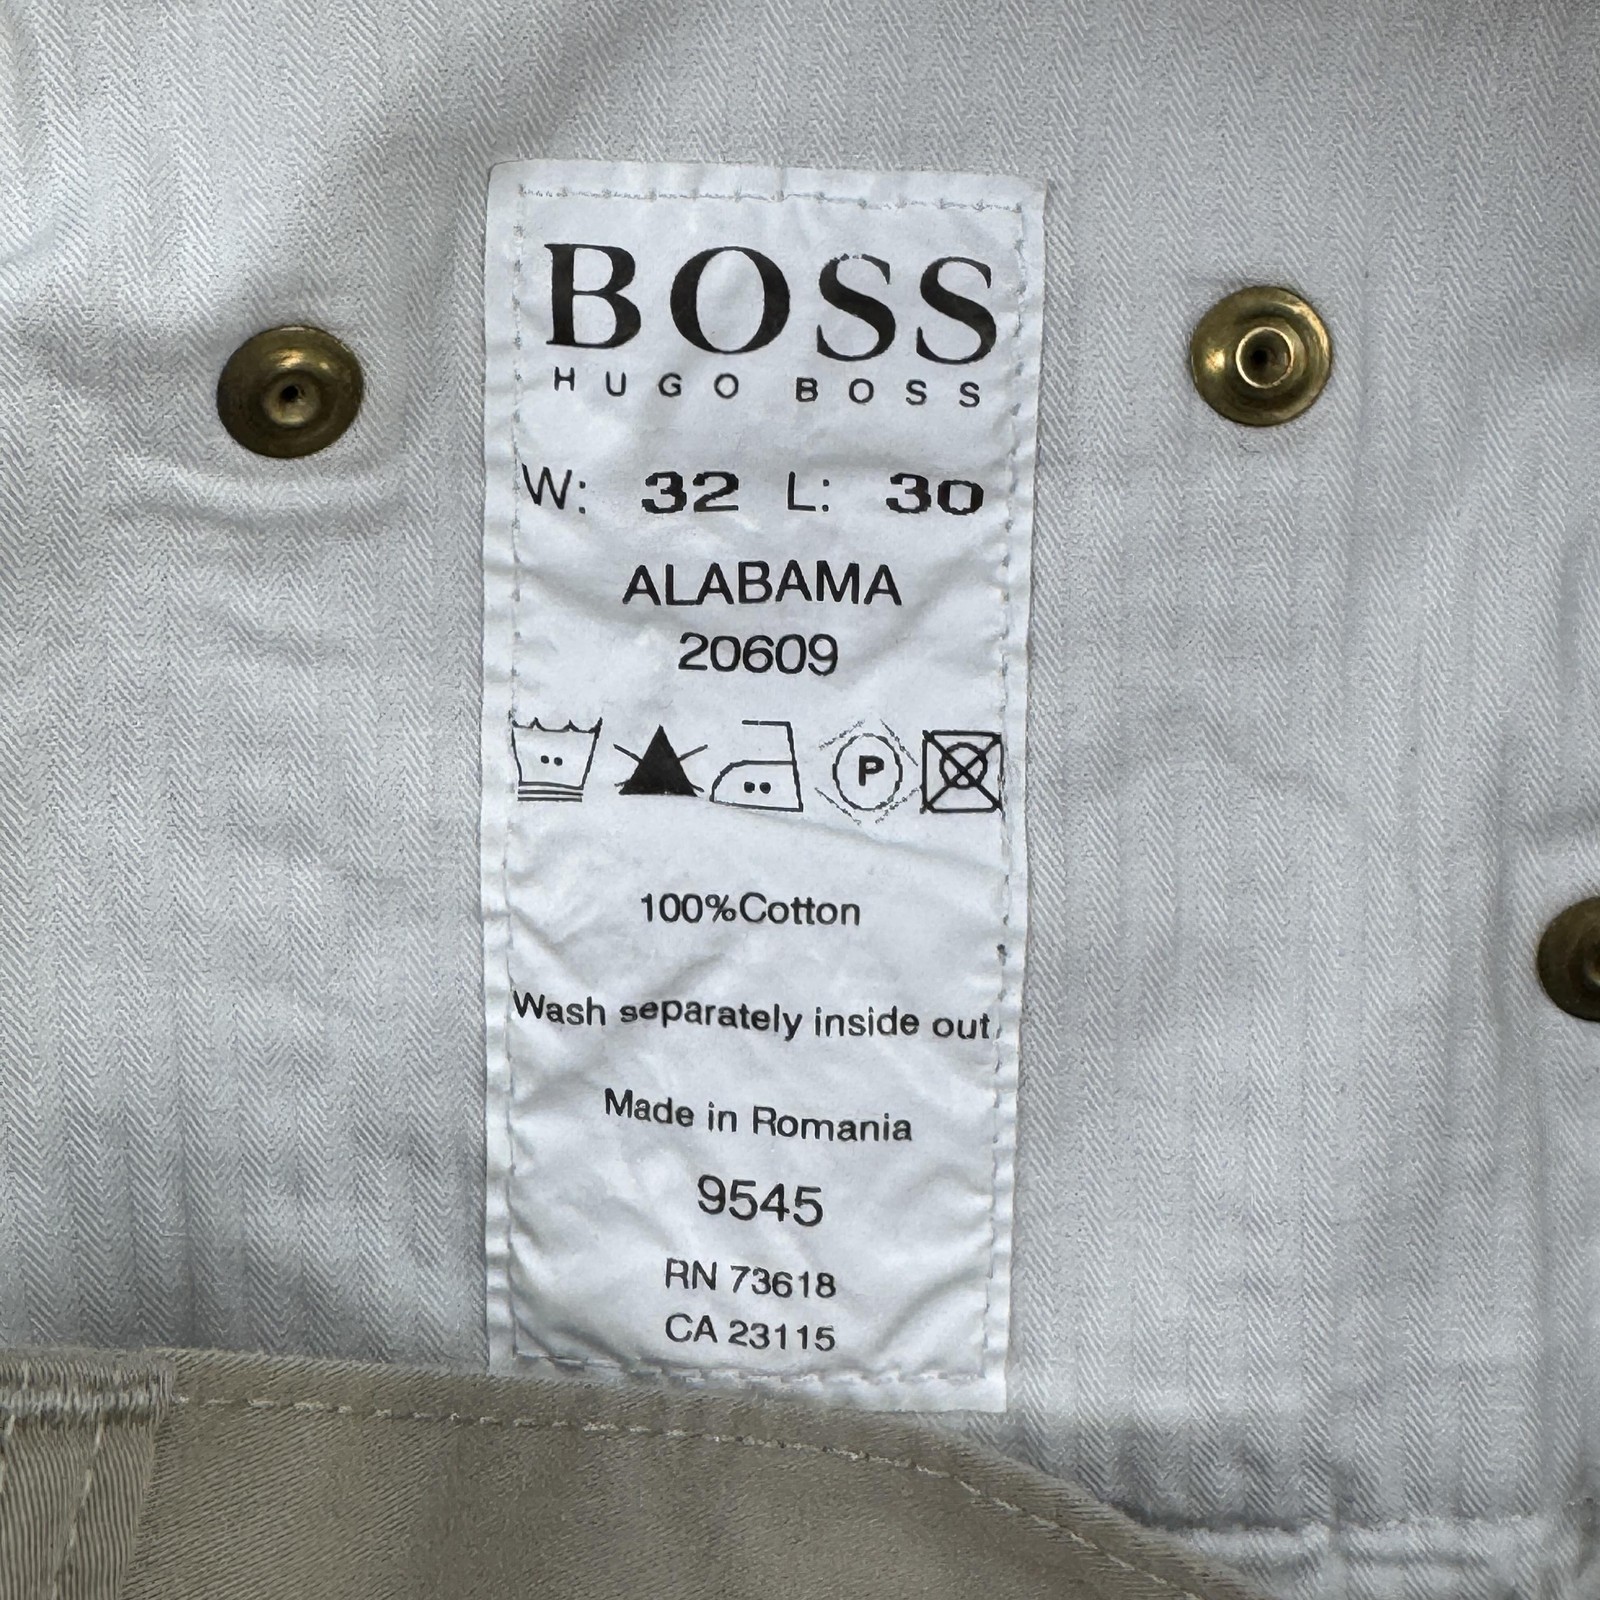 BOSS
HUGO BOSS
W: 32 L: 30
ALABAMA
20609
P
100%Cotton
Wash separately inside out
Made in Romania
9545
RN 73618
CA 23115